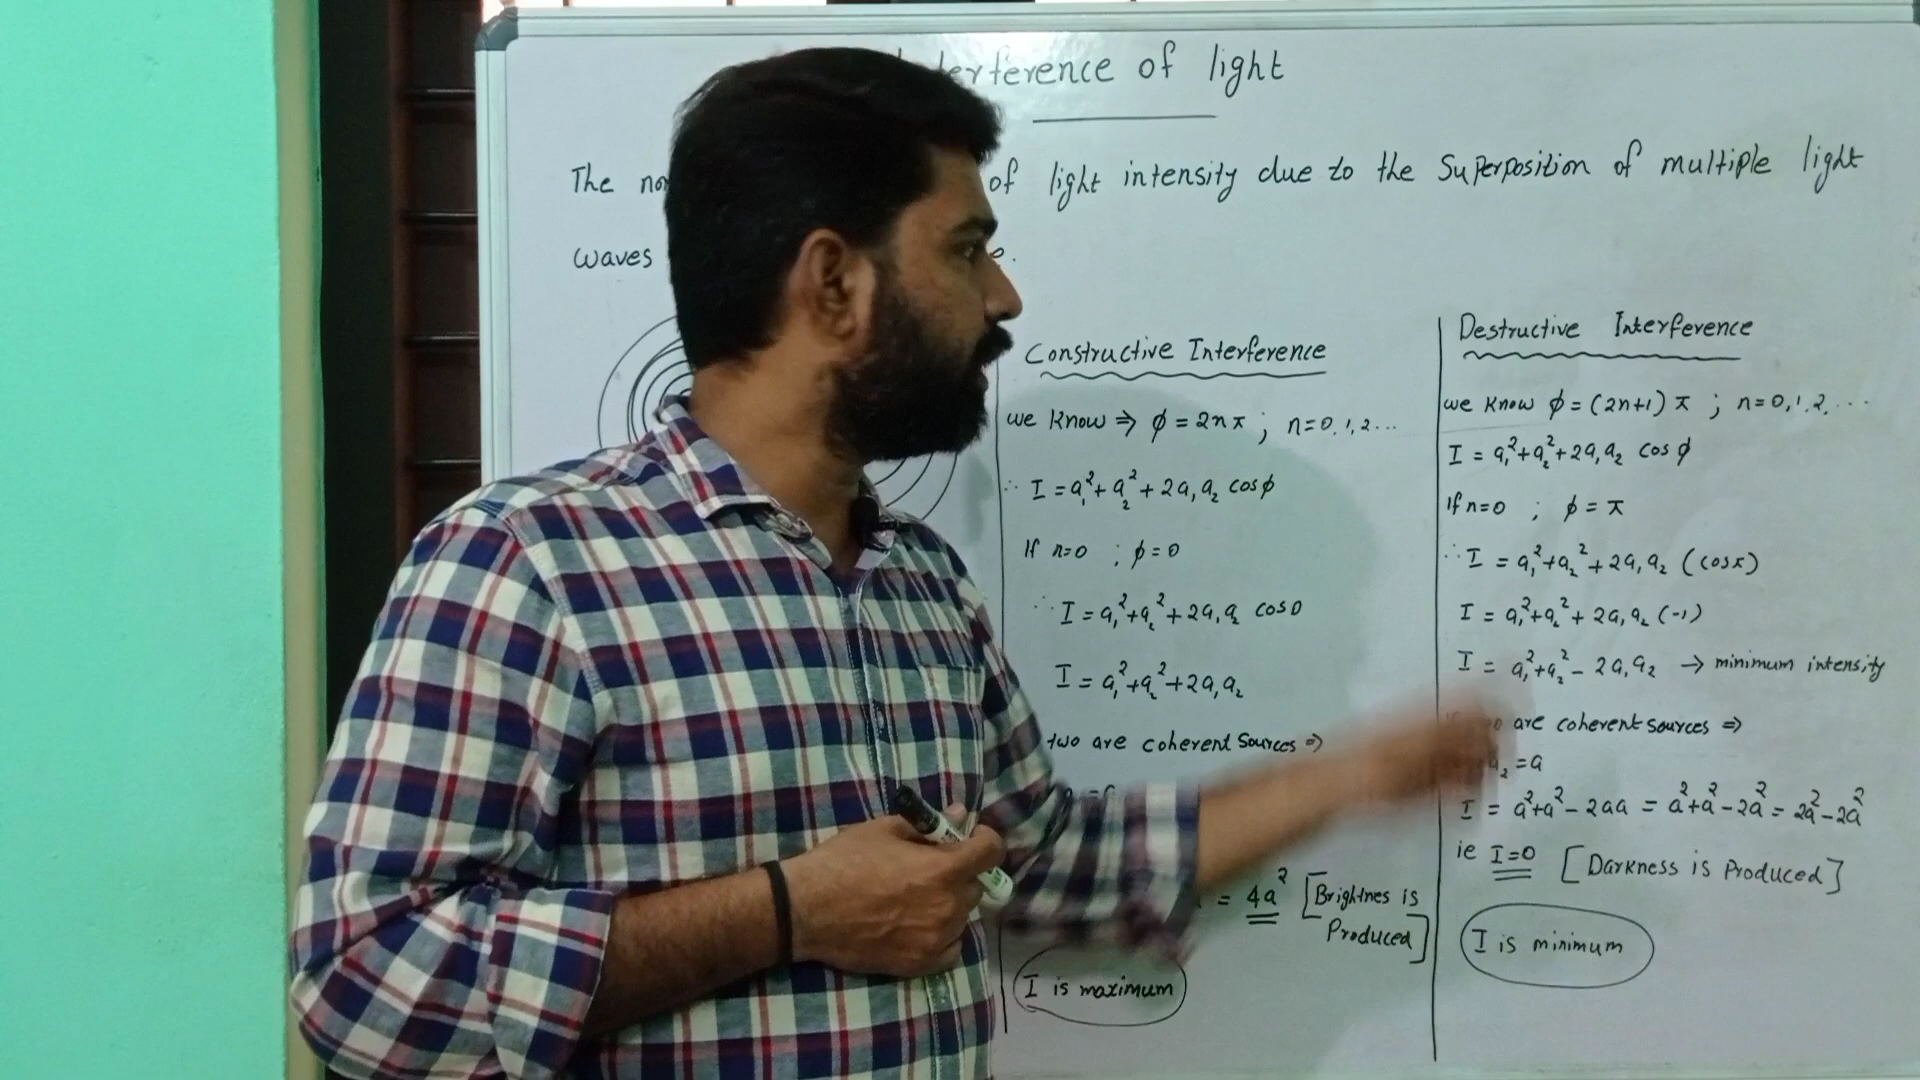 erference of light
The of light intensity due to the Superposition of multiple light
waves
Constructive Interference
we know ⇒ φ = 2nπ ; n=0,1,2...
∴ I = a₁²+ a₂² + 2a₁a₂ cosφ
If n=0 ; φ=0
∴ I = a₁²+a₂²+2a₁a₂ cos0
I = a₁²+a₂²+2a₁a₂
two are coherent sources ⇒
= 4a² [Brightnes is
Produced]
I is maximum
Destructive Interference
we know φ=(2n+1)π ; n=0,1,2,...
I = a₁²+a₂²+2a₁a₂ cosφ
If n=0 ; φ=π
∴ I = a₁²+a₂²+2a₁a₂ (cosπ)
I = a₁²+a₂²+ 2a₁a₂ (-1)
I = a₁²+a₂²- 2a₁a₂ → minimum intensity
are coherent sources ⇒
a₂ =a
I = a²+a²- 2aa = a²+a²-2a² = 2a²-2a²
ie I=0 [Darkness is Produced]
I is minimum